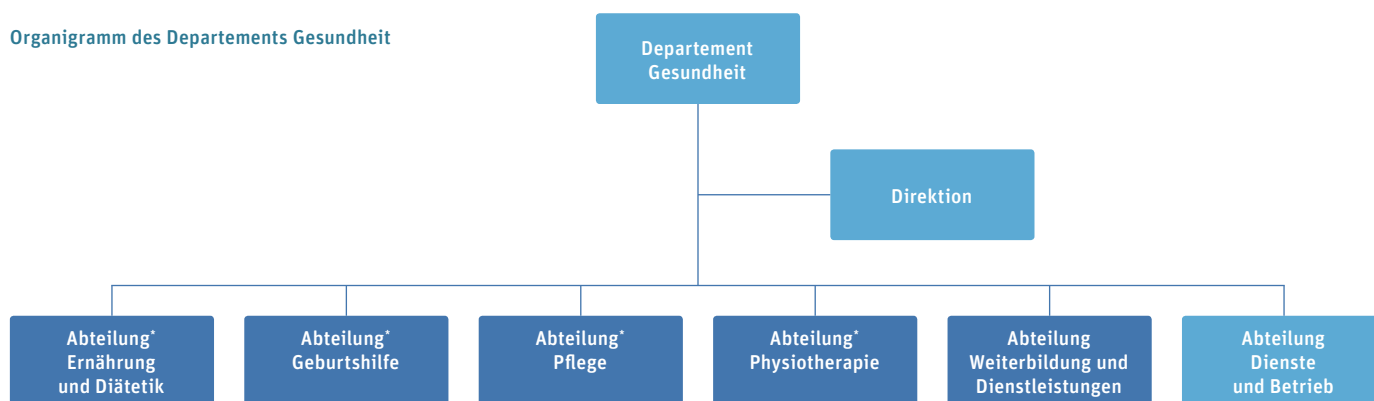 Organigramm des Departements Gesundheit
Departement
Gesundheit
Direktion
Abteilung*
Ernährung
und Diätetik
Abteilung*
Geburtshilfe
Abteilung*
Pflege
Abteilung*
Physiotherapie
Abteilung
Weiterbildung und
Dienstleistungen
Abteilung
Dienste
und Betrieb